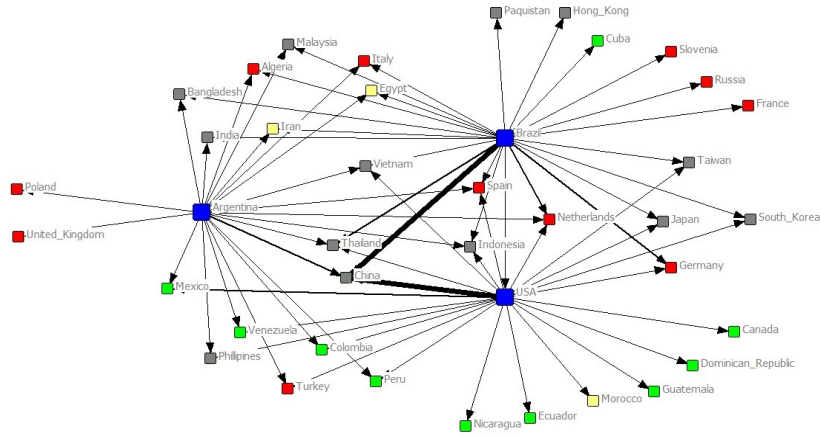 Paquistan
Hong_Kong
Cuba
Malaysia
Slovenia
Italy
Algeria
Russia
Egypt
Bangladesh
France
Iran
Brazil
India
Vietnam
Taiwan
Spain
Poland
Argentina
Netherlands
Japan
South_Korea
United_Kingdom
Thailand
Indonesia
Germany
China
Mexico
USA
Venezuela
Canada
Colombia
Philipines
Dominican_Republic
Peru
Turkey
Guatemala
Morocco
Ecuador
Nicaragua